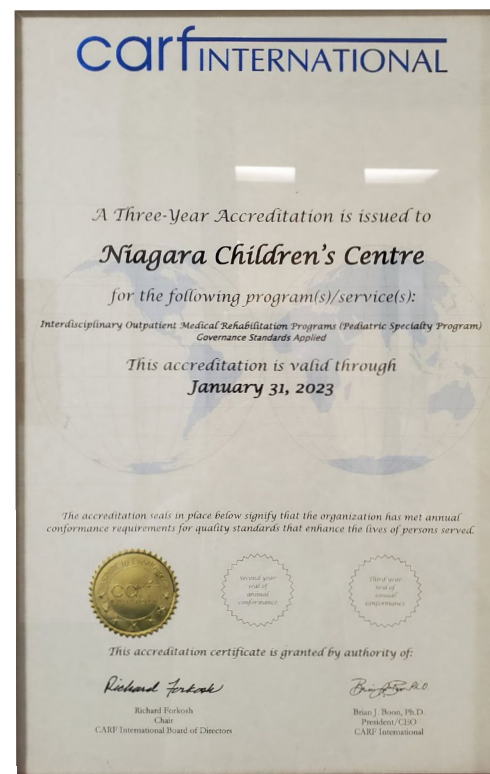 carf INTERNATIONAL
A Three-Year Accreditation is issued to
Niagara Children's Centre
for the following program(s)/service(s):
Interdisciplinary Outpatient Medical Rehabilitation Programs (Pediatric Specialty Program)
Governance Standards Applied
This accreditation is valid through
January 31, 2023
The accreditation seals in place below signify that the organization has met annual
conformance requirements for quality standards that enhance the lives of persons served.
carf
Second year
seal of
annual
conformance
Third year
seal of
annual
conformance
This accreditation certificate is granted by authority of:
Richard Forkosh
Richard Forkosh
Chair
CARF International Board of Directors
Brian J. Boon, Ph.D.
President/CEO
CARF International